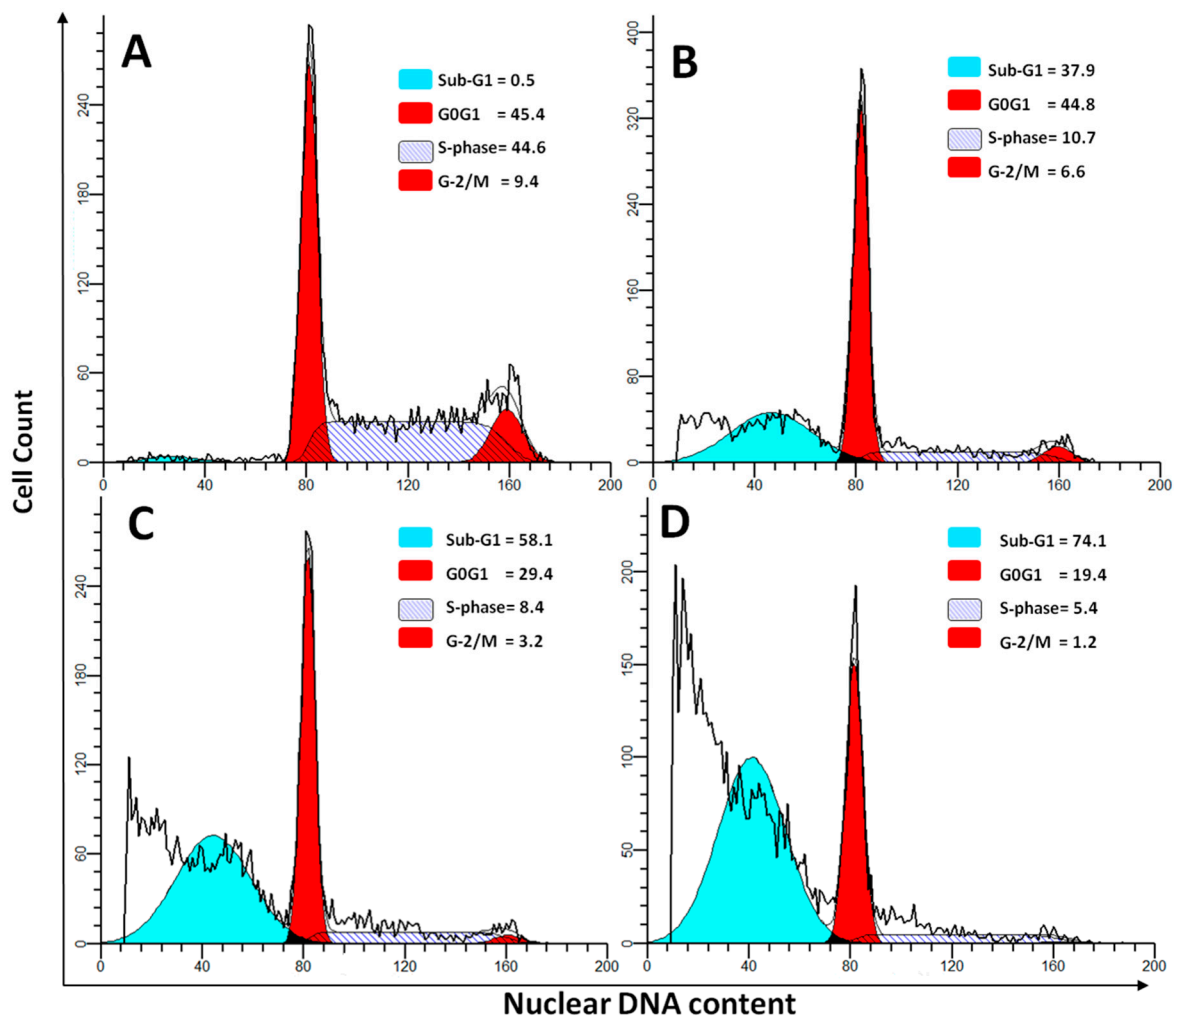 A
Sub-G1 = 0.5
G0G1 = 45.4
S-phase= 44.6
G-2/M = 9.4
240
180
120
60
0
0 40 80 120 160 200
B
Sub-G1 = 37.9
G0G1 = 44.8
S-phase= 10.7
G-2/M = 6.6
400
320
240
160
80
0
0 40 80 120 160 200
C
Sub-G1 = 58.1
G0G1 = 29.4
S-phase= 8.4
G-2/M = 3.2
240
180
120
60
0
0 40 80 120 160 200
D
Sub-G1 = 74.1
G0G1 = 19.4
S-phase= 5.4
G-2/M = 1.2
200
150
100
50
0
0 40 80 120 160 200
Cell Count
Nuclear DNA content